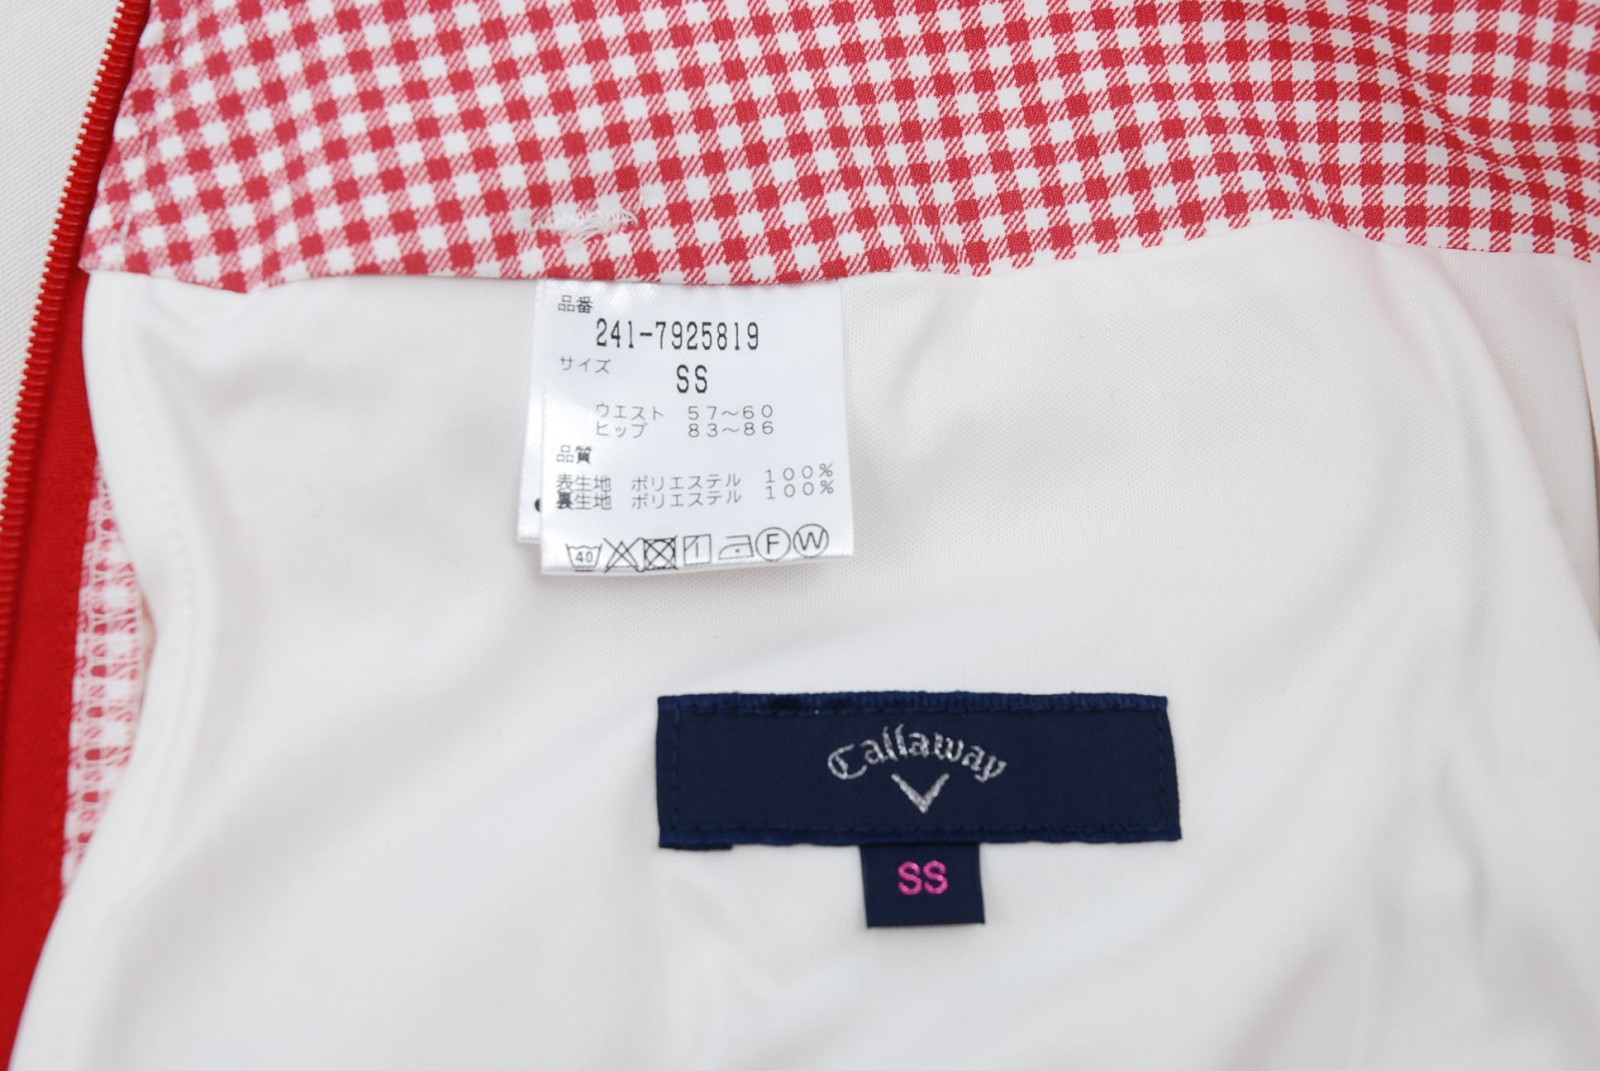 品番
241-7925819
サイズ
SS
ウエスト 57～60
ヒップ 83～86
品質
表生地 ポリエステル 100%
裏生地 ポリエステル 100%
40 F W
Callaway
SS